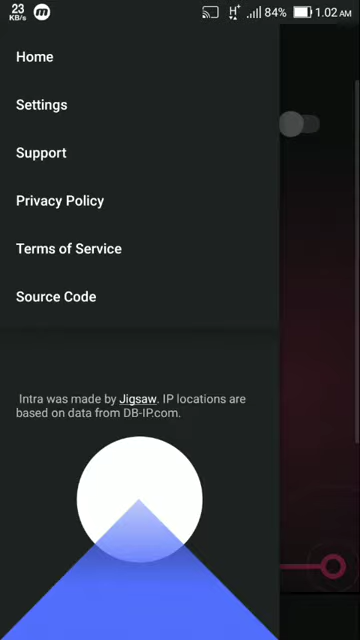 23
KB/s
84%
1.02 AM
Home
Settings
Support
Privacy Policy
Terms of Service
Source Code
Intra was made by Jigsaw. IP locations are
based on data from DB-IP.com.